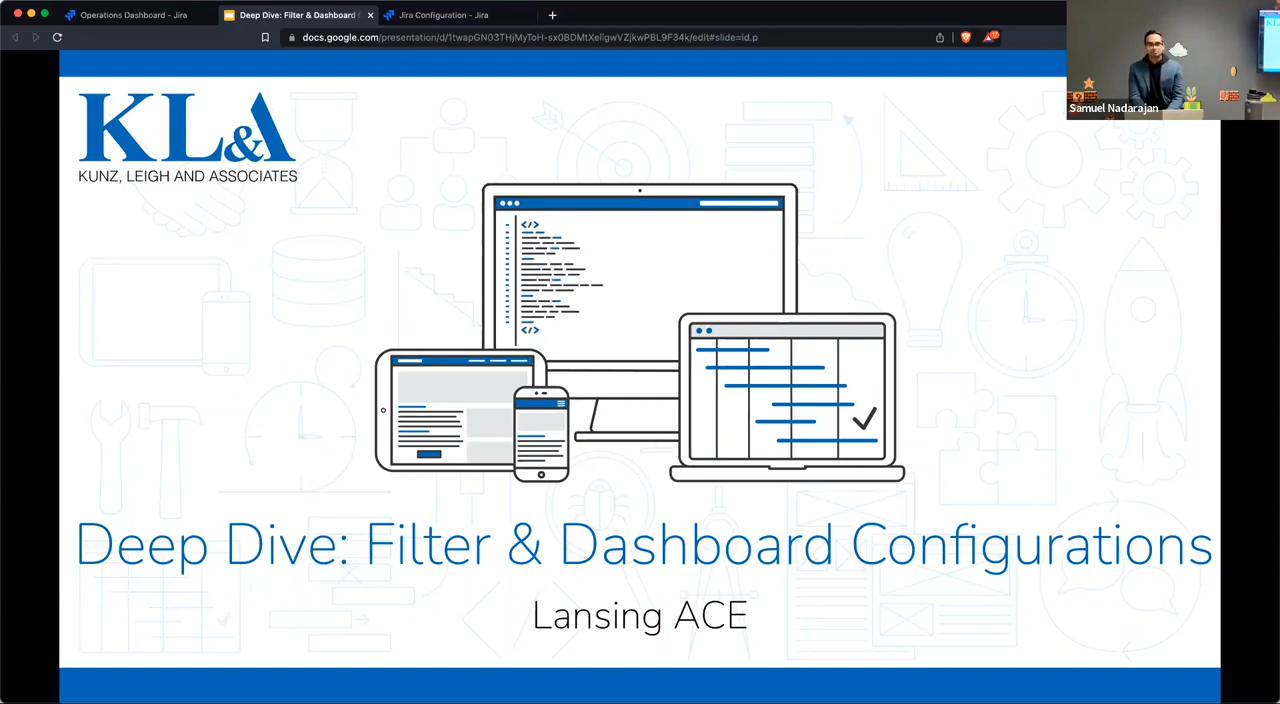 Operations Dashboard - Jira
Deep Dive: Filter & Dashboard
Jira Configuration - Jira
docs.google.com/presentation/d/1twapGN03THjMyToH-sx0BDMtXeligwVZjkwPBL9F34k/edit#slide=id.p
Samuel Nadarajan
KL&A
KUNZ, LEIGH AND ASSOCIATES
</>
</>
Deep Dive: Filter & Dashboard Configurations
Lansing ACE